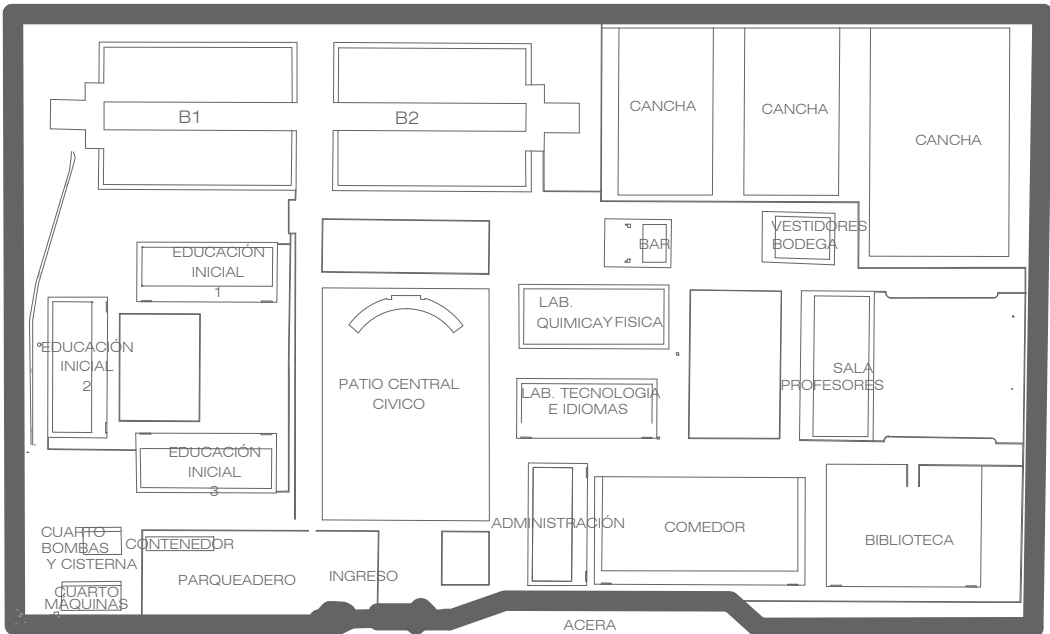 B1
B2
CANCHA
CANCHA
CANCHA
EDUCACIÓN
INICIAL
1
BAR
VESTIDORES
BODEGA
LAB.
QUIMICA Y FISICA
EDUCACIÓN
INICIAL
2
PATIO CENTRAL
CIVICO
LAB. TECNOLOGIA
E IDIOMAS
SALA
PROFESORES
EDUCACIÓN
INICIAL
3
CUARTO
BOMBAS
Y CISTERNA
CONTENEDOR
ADMINISTRACIÓN
COMEDOR
BIBLIOTECA
CUARTO
MAQUINAS
PARQUEADERO
INGRESO
ACERA